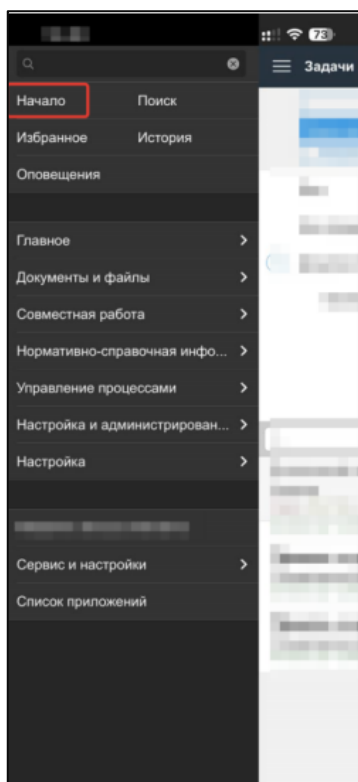 73
Задачи
Начало Поиск
Избранное История
Оповещения
Главное
Документы и файлы
Совместная работа
Нормативно-справочная инфо...
Управление процессами
Настройка и администрирован...
Настройка
Сервис и настройки
Список приложений